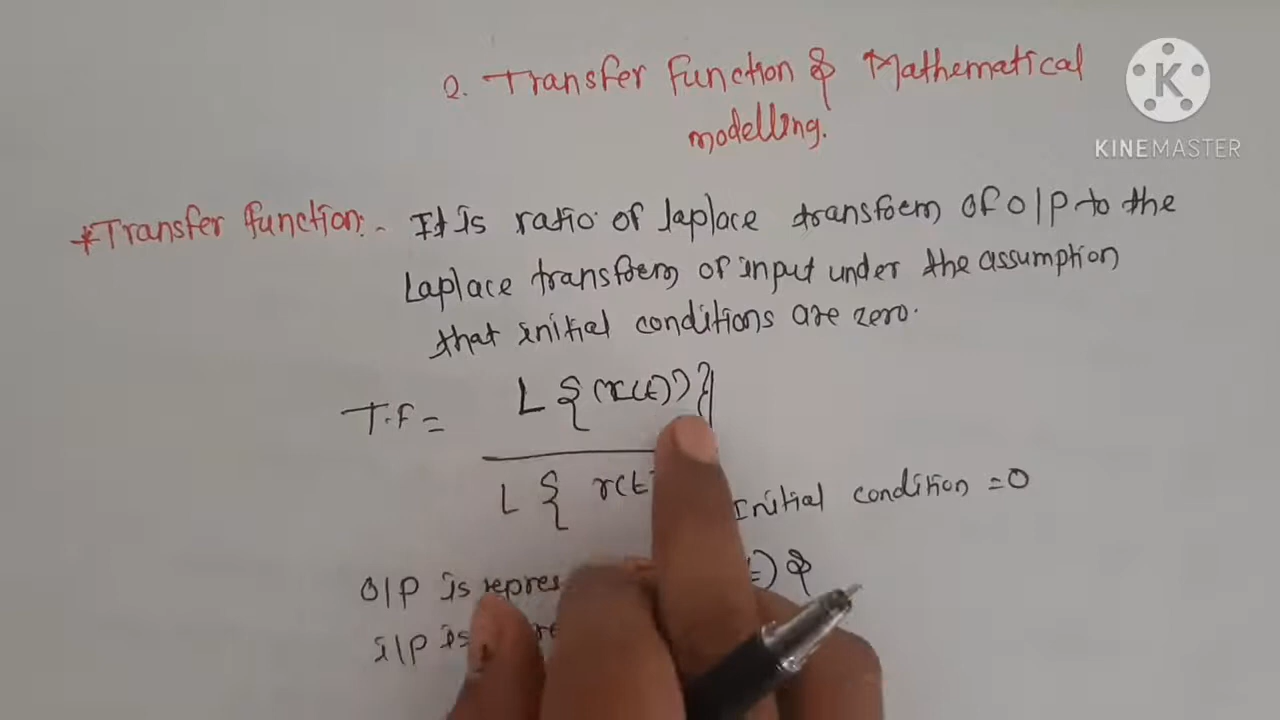 2. Transfer function & Mathematical
modelling.
KINEMASTER
*Transfer function:- It is ratio of laplace transform of o/p to the
Laplace transform of input under the assumption
that initial conditions are zero.
T.F =
L {
L { r(t
Initial condition = 0
O/P is repres &
i/p is